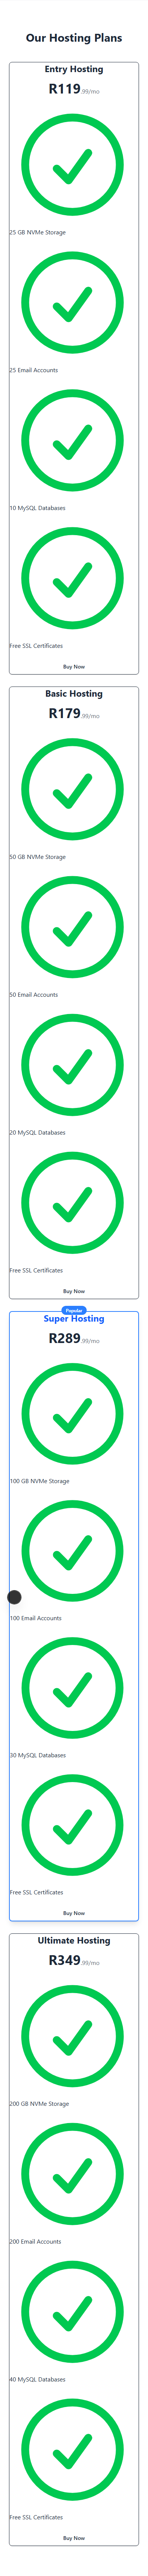 Our Hosting Plans
Entry Hosting
R119.99/mo
25 GB NVMe Storage
25 Email Accounts
10 MySQL Databases
Free SSL Certificates
Buy Now
Basic Hosting
R179.99/mo
50 GB NVMe Storage
50 Email Accounts
20 MySQL Databases
Free SSL Certificates
Buy Now
Popular
Super Hosting
R289.99/mo
100 GB NVMe Storage
100 Email Accounts
30 MySQL Databases
Free SSL Certificates
Buy Now
Ultimate Hosting
R349.99/mo
200 GB NVMe Storage
200 Email Accounts
40 MySQL Databases
Free SSL Certificates
Buy Now